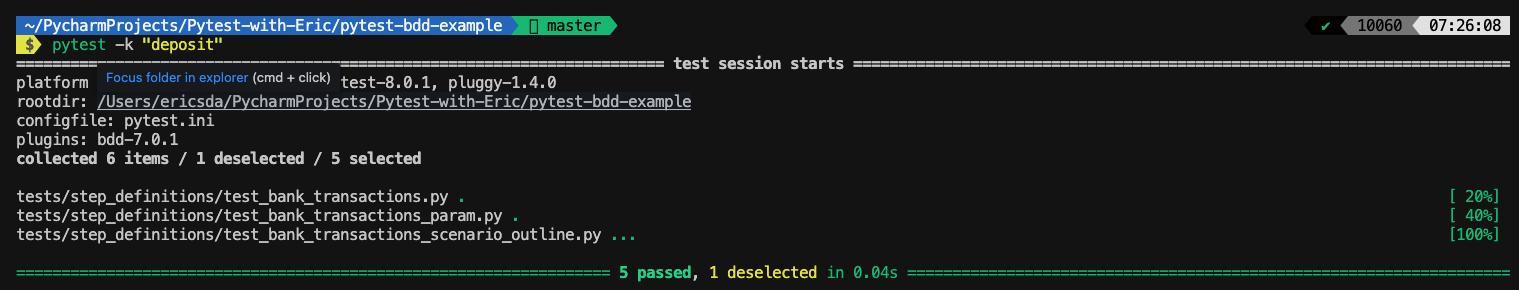 ~/PycharmProjects/Pytest-with-Eric/pytest-bdd-example master ✔ 10060 07:26:08
$ pytest -k "deposit"
============ test session starts ============
platform Focus folder in explorer (cmd + click) test-8.0.1, pluggy-1.4.0
rootdir: /Users/ericsda/PycharmProjects/Pytest-with-Eric/pytest-bdd-example
configfile: pytest.ini
plugins: bdd-7.0.1
collected 6 items / 1 deselected / 5 selected
tests/step_definitions/test_bank_transactions.py . [ 20%]
tests/step_definitions/test_bank_transactions_param.py . [ 40%]
tests/step_definitions/test_bank_transactions_scenario_outline.py ... [100%]
============ 5 passed, 1 deselected in 0.04s ============